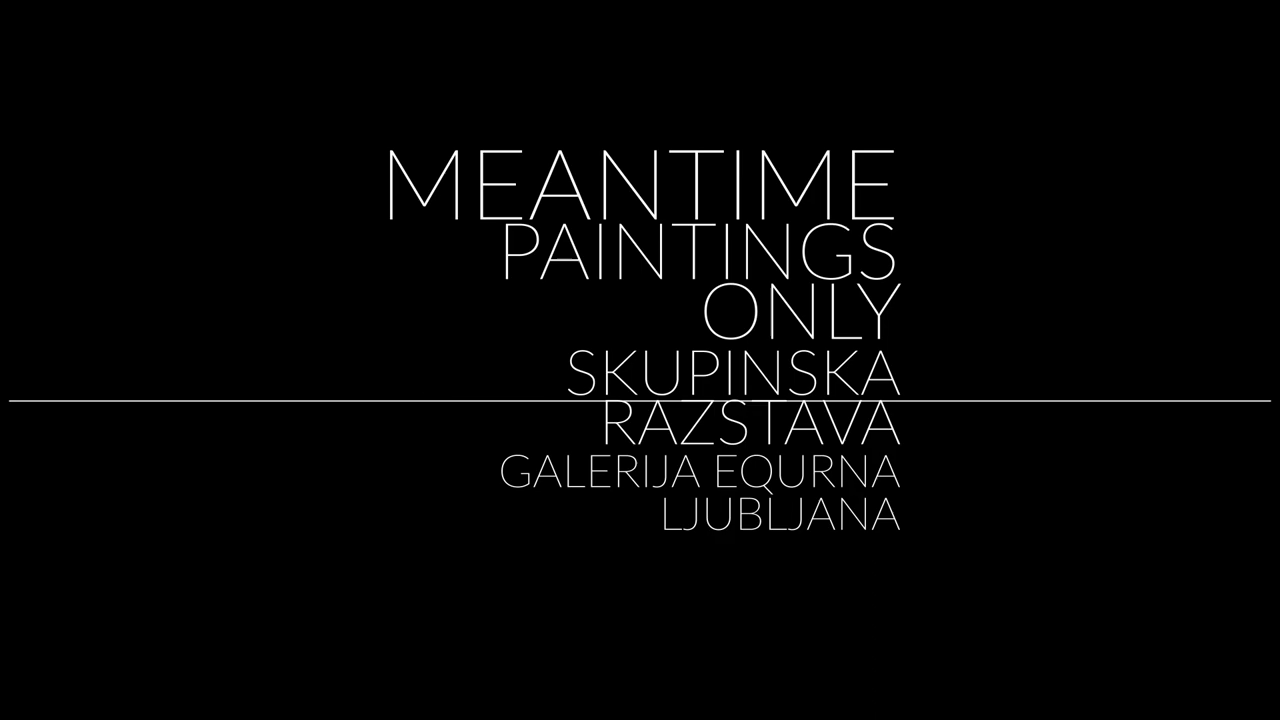 MEANTIME
PAINTINGS
ONLY
SKUPINSKA
RAZSTAVA
GALERIJA EQURNA
LJUBLJANA